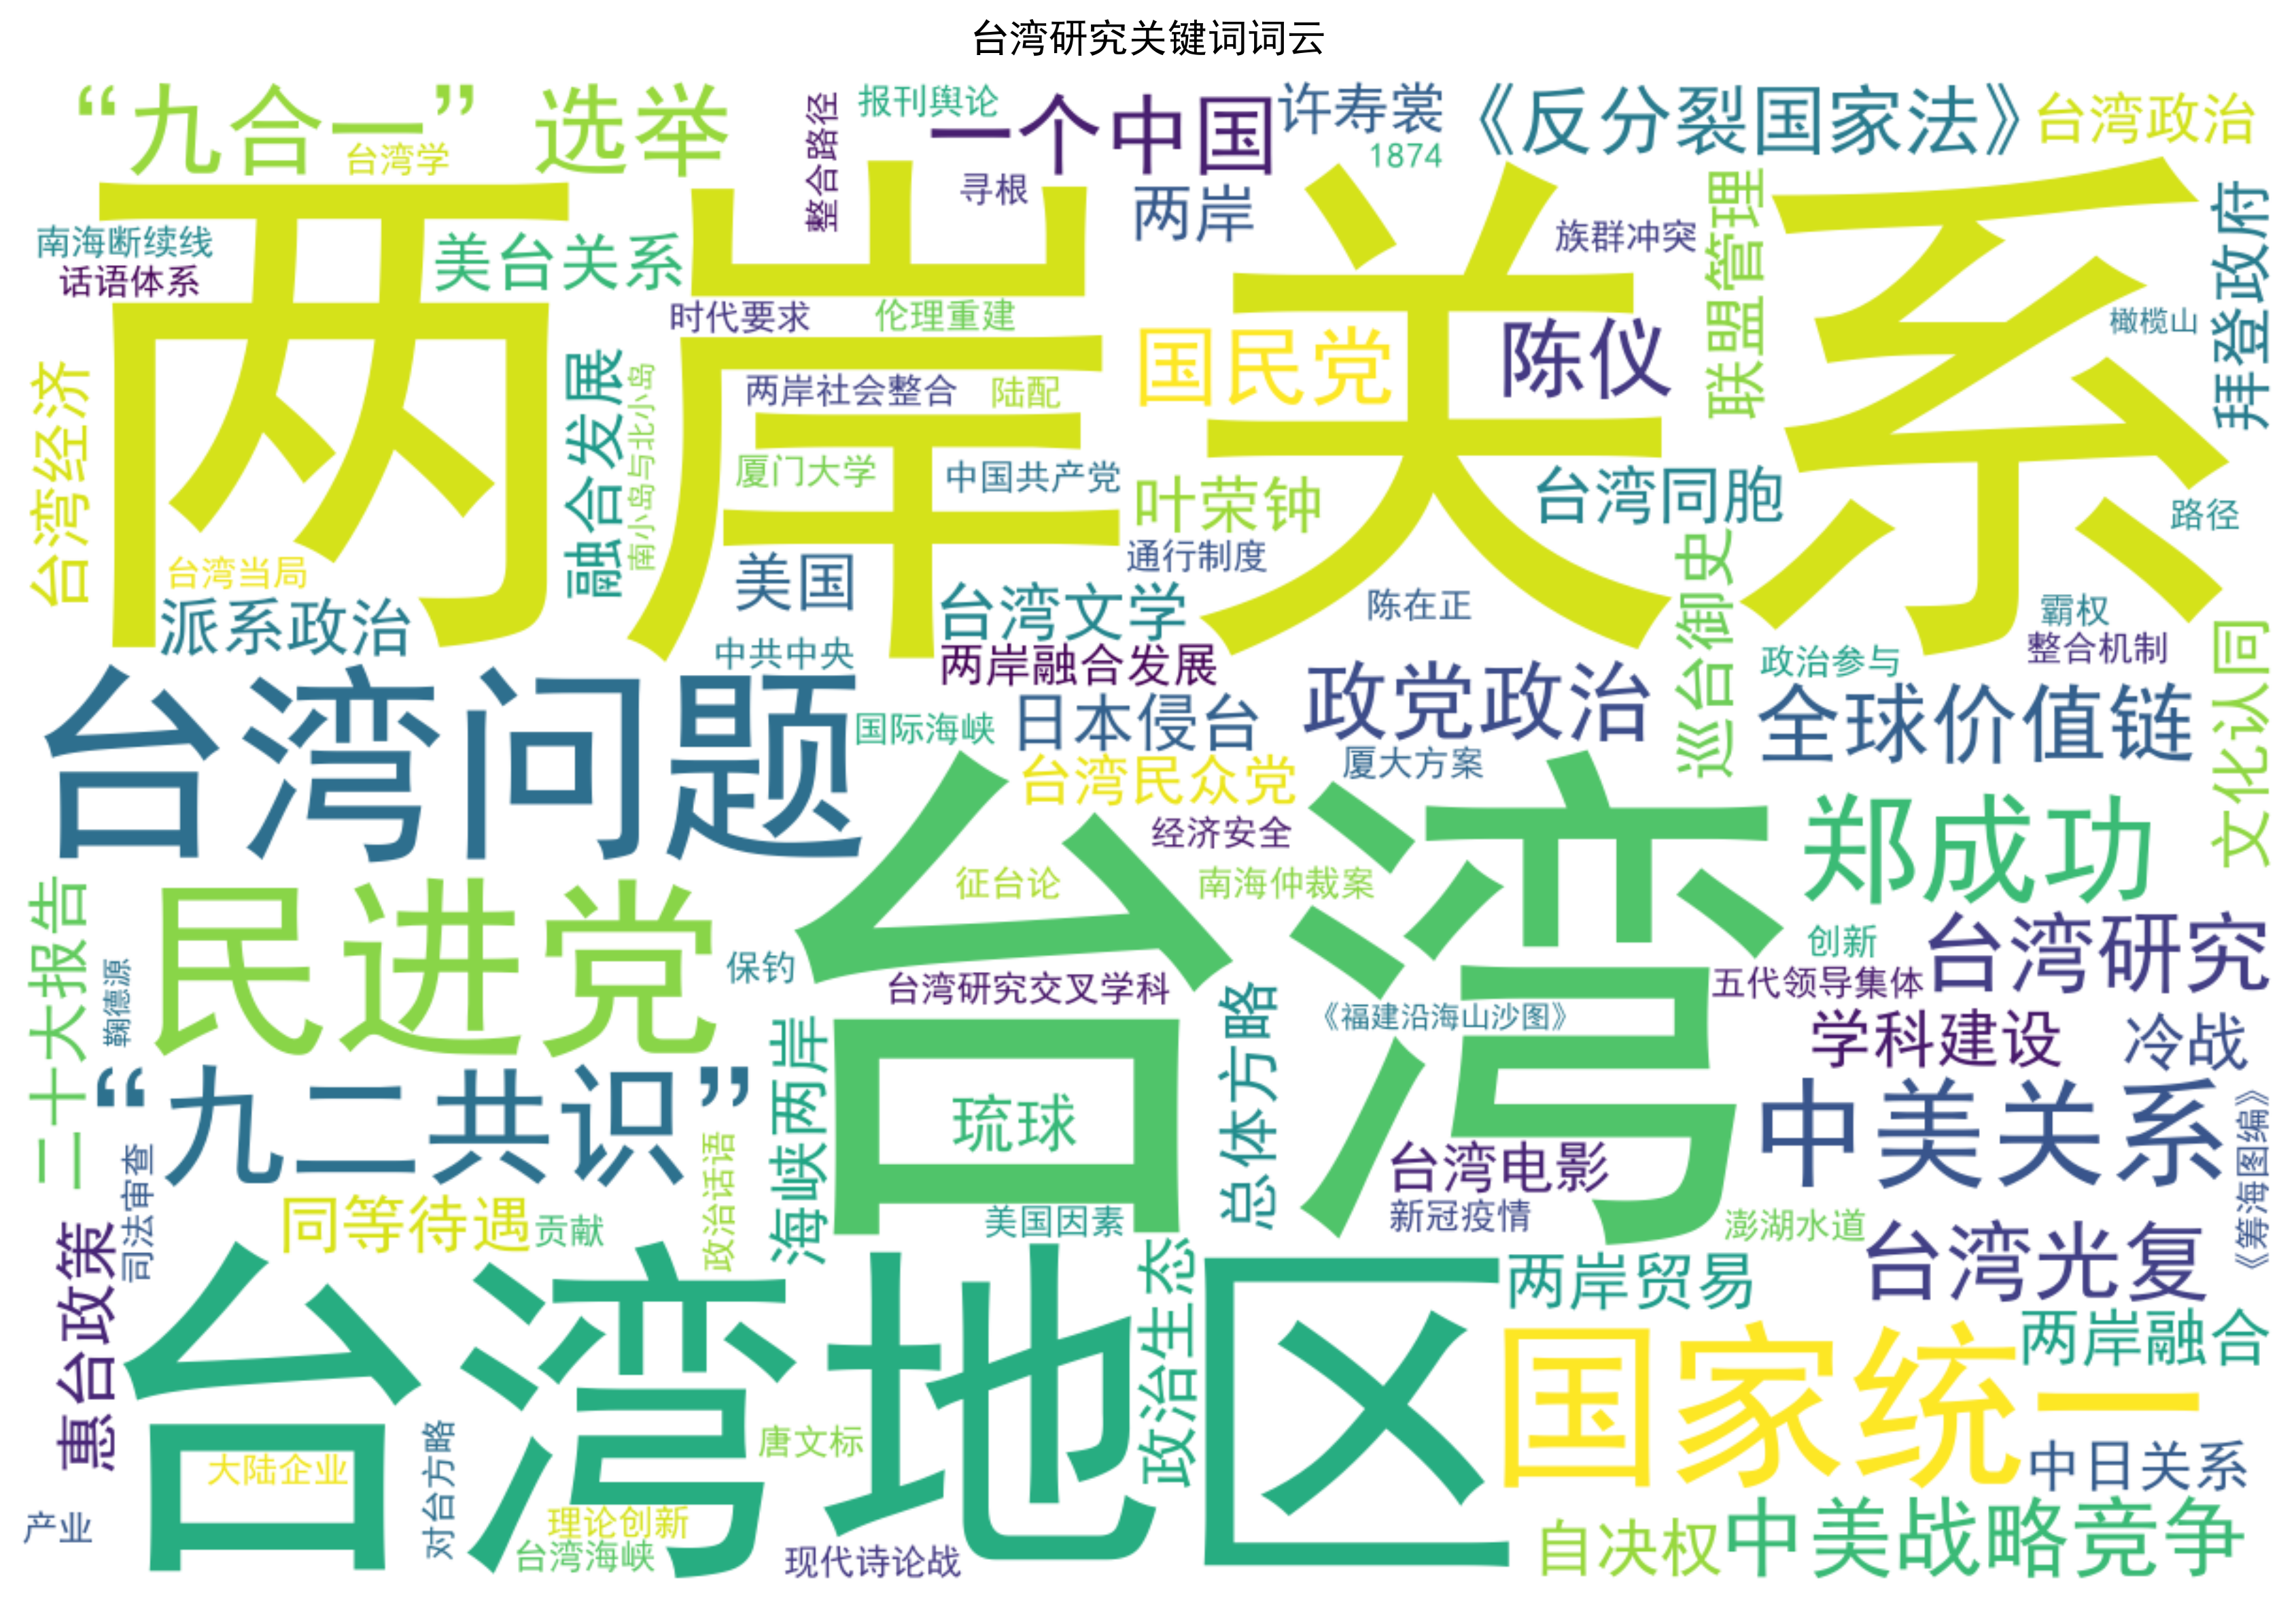 台湾研究关键词词云
“九合一”选举
台湾学
整合路径
报刊舆论
一个中国
许寿裳
1874
《反分裂国家法》
台湾政治
寻根
两岸
族群冲突
联盟管理
拜登政府
南海断续线
话语体系
美台关系
两岸关系
时代要求
伦理重建
国民党
陈仪
橄榄山
台湾经济
融合发展
南小岛与北小岛
两岸社会整合
陆配
厦门大学
中国共产党
叶荣钟
台湾同胞
路径
通行制度
台湾当局
派系政治
美国
台湾文学
陈在正
巡台御史
霸权
整合机制
中共中央
两岸融合发展
政治参与
文化认同
台湾问题
国际海峡
日本侵台
政党政治
全球价值链
厦大方案
台湾民众党
经济安全
郑成功
征台论
南海仲裁案
民进党
二十大报告
鞠德源
保钓
台湾
创新
台湾研究
台湾研究交叉学科
五代领导集体
总体方略
《福建沿海山沙图》
学科建设
冷战
“九二共识”
海峡两岸
琉球
中美关系
《筹海图编》
司法审查
政治话语
台湾电影
同等待遇
贡献
美国因素
新冠疫情
澎湖水道
惠台政策
台湾光复
台湾地区
政治生态
两岸贸易
两岸融合
国家统一
唐文标
大陆企业
对台方略
中日关系
产业
理论创新
台湾海峡
现代诗论战
自决权
中美战略竞争